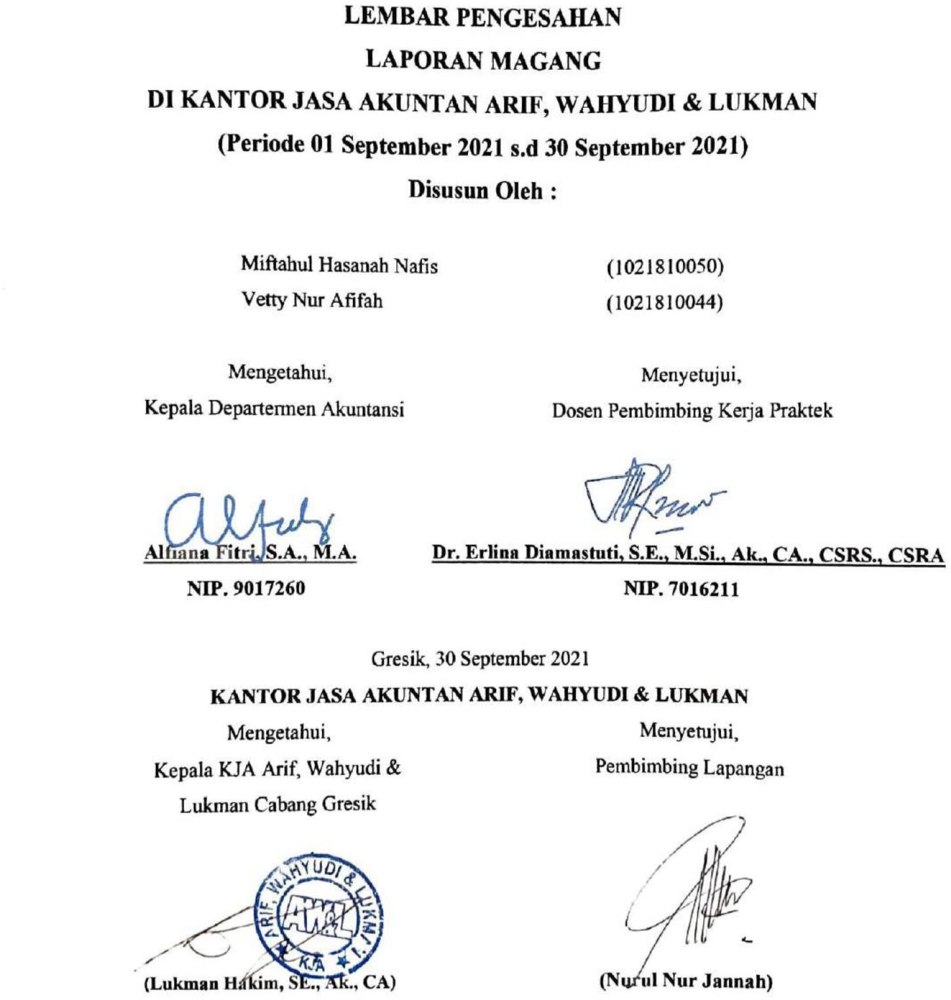 LEMBAR PENGESAHAN
LAPORAN MAGANG
DI KANTOR JASA AKUNTAN ARIF, WAHYUDI & LUKMAN
(Periode 01 September 2021 s.d 30 September 2021)
Disusun Oleh :
Miftahul Hasanah Nafis (1021810050)
Vetty Nur Afifah (1021810044)
Mengetahui, Menyetujui,
Kepala Departermen Akuntansi Dosen Pembimbing Kerja Praktek
Alfiana Fitri, S.A., M.A. Dr. Erlina Diamastuti, S.E., M.Si., Ak., CA., CSRS., CSRA
NIP. 9017260 NIP. 7016211
Gresik, 30 September 2021
KANTOR JASA AKUNTAN ARIF, WAHYUDI & LUKMAN
Mengetahui, Menyetujui,
Kepala KJA Arif, Wahyudi & Pembimbing Lapangan
Lukman Cabang Gresik
ARIF, WAHYUDI &
AW&L
KJA
(Lukman Hakim, SE., Ak., CA) (Nurul Nur Jannah)